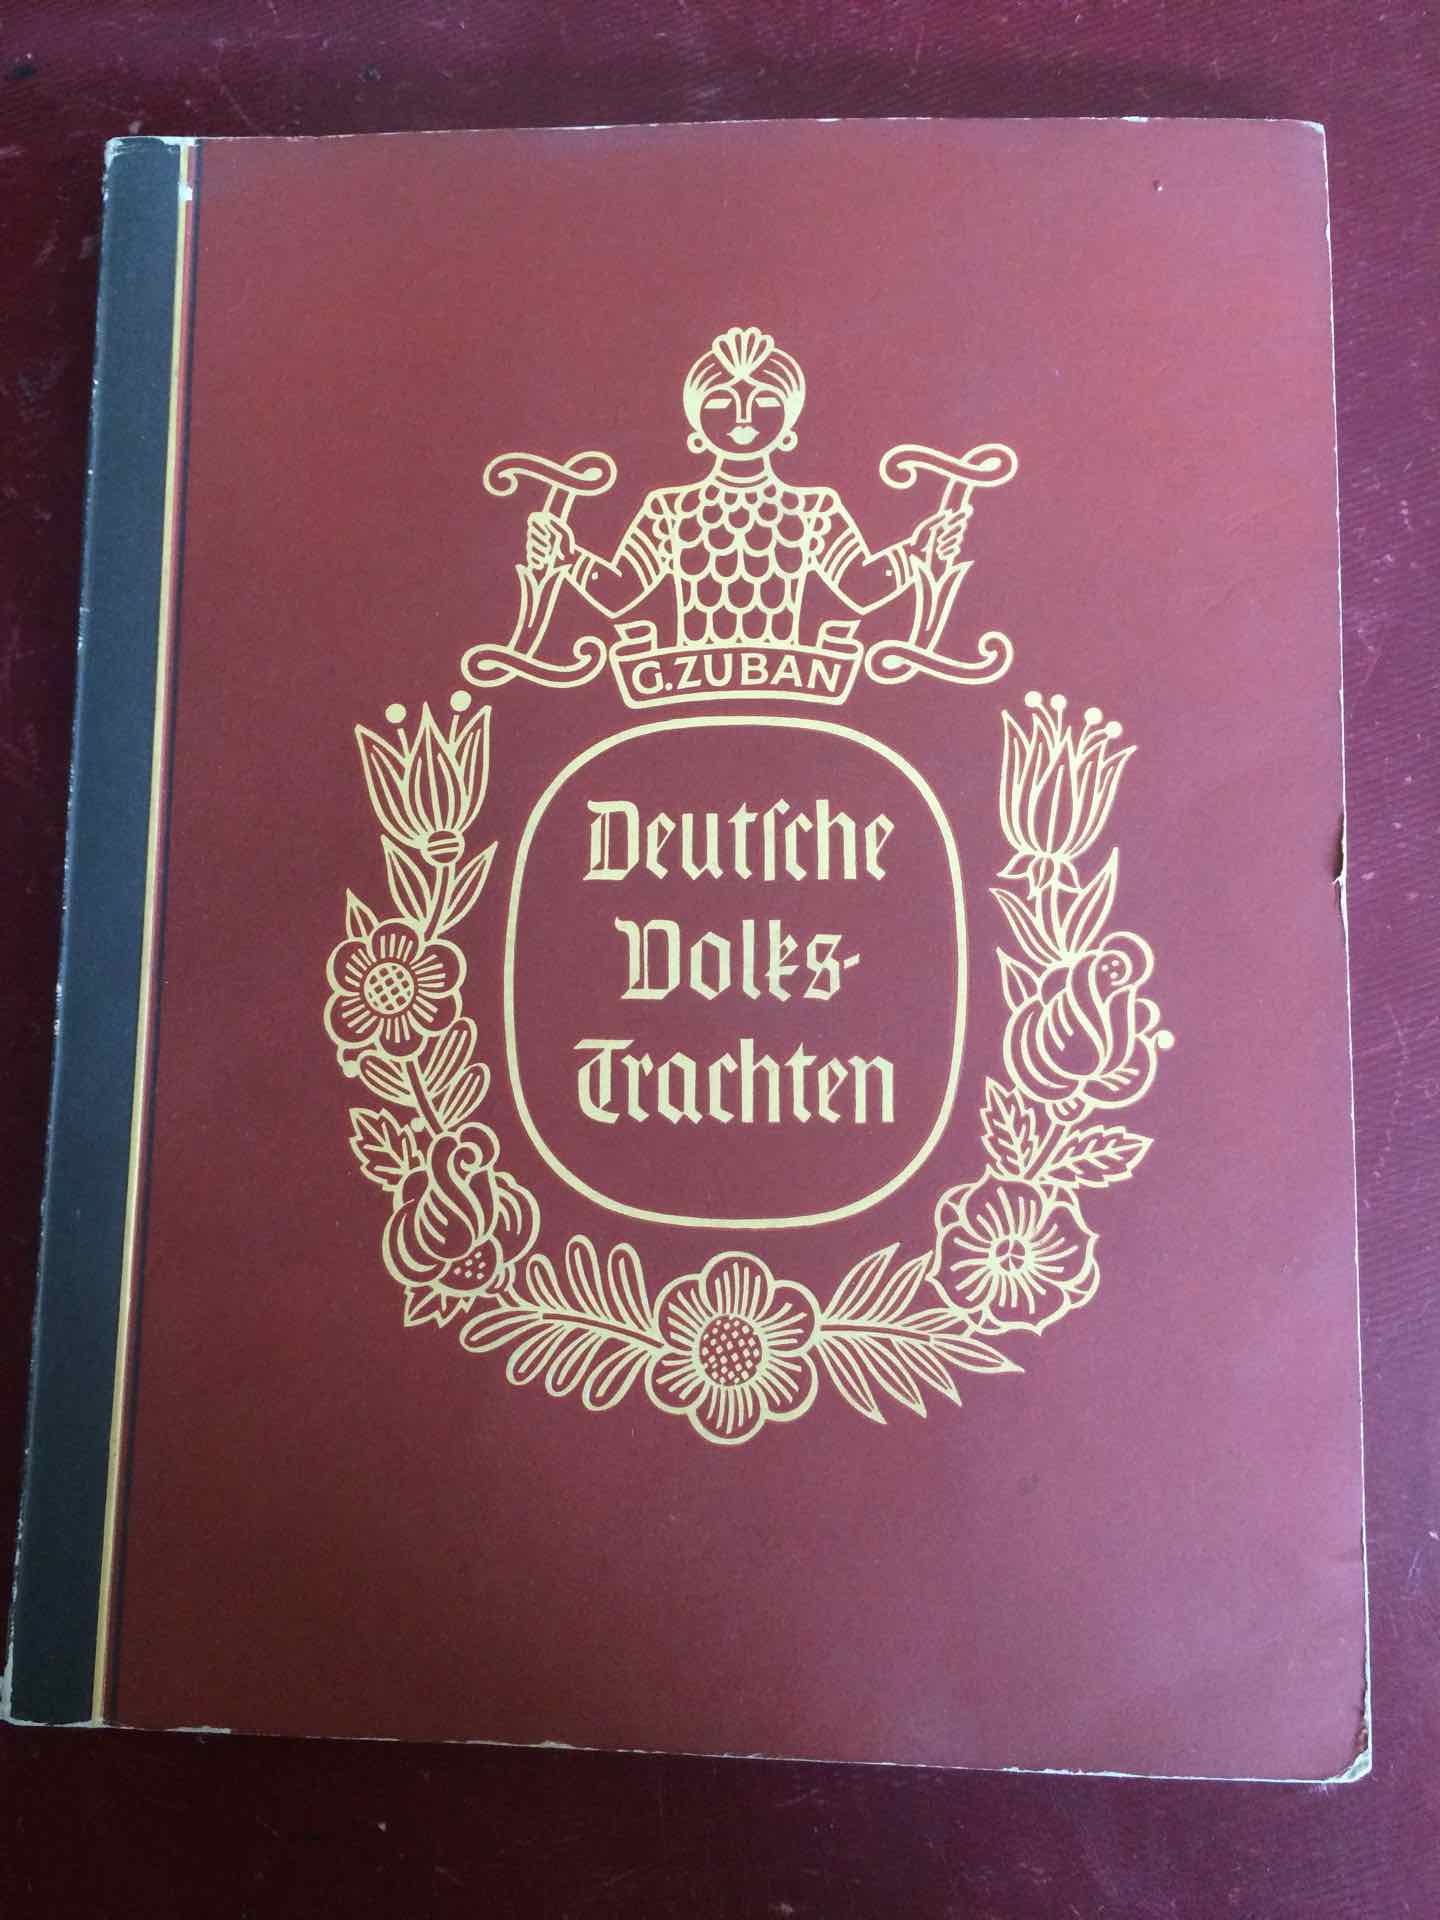 G. ZUBAN
Deutſche
Volks-
Trachten